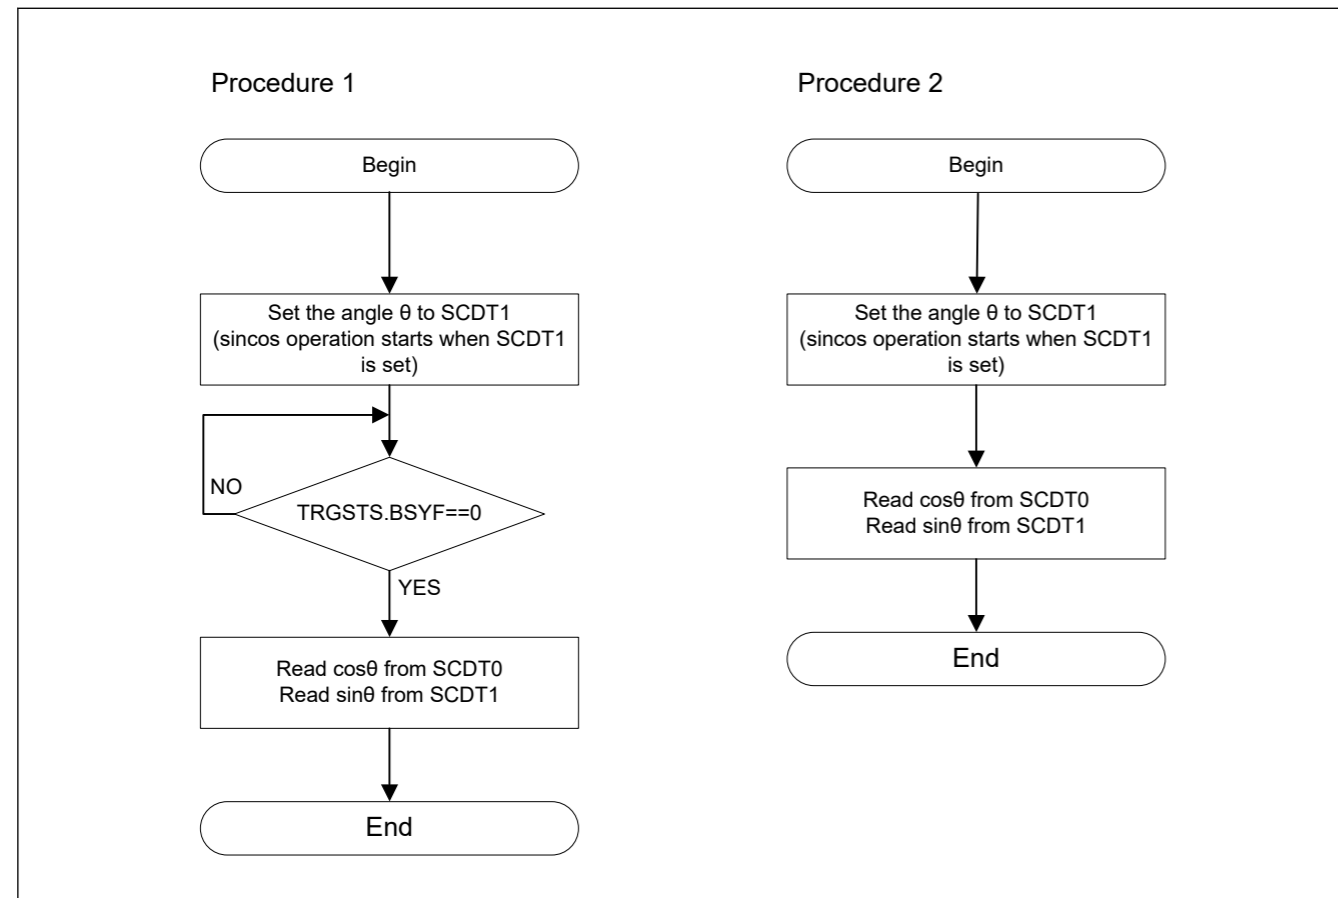 Procedure 1
Begin
Set the angle θ to SCDT1
(sincos operation starts when SCDT1
is set)
NO
TRGSTS.BSYF==0
YES
Read cosθ from SCDT0
Read sinθ from SCDT1
End
Procedure 2
Begin
Set the angle θ to SCDT1
(sincos operation starts when SCDT1
is set)
Read cosθ from SCDT0
Read sinθ from SCDT1
End